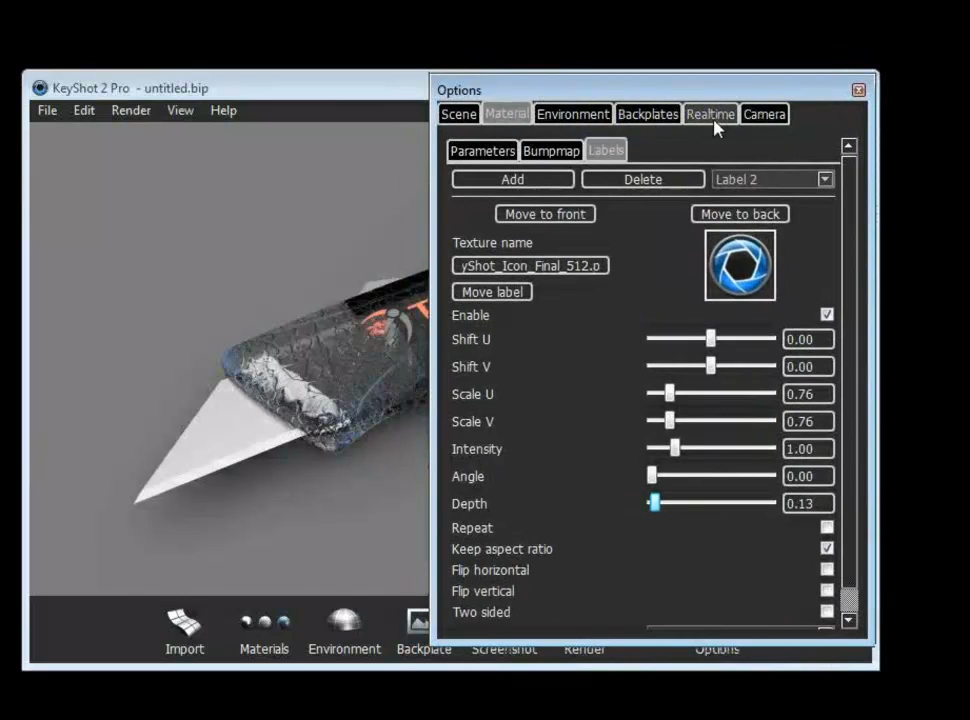 KeyShot 2 Pro - untitled.bip
File Edit Render View Help
Options
Scene Material Environment Backplates Realtime Camera
Parameters Bumpmap Labels
Add Delete Label 2
Move to front Move to back
Texture name
yShot_Icon_Final_512.p
Move label
Enable
Shift U 0.00
Shift V 0.00
Scale U 0.76
Scale V 0.76
Intensity 1.00
Angle 0.00
Depth 0.13
Repeat
Keep aspect ratio
Flip horizontal
Flip vertical
Two sided
Import Materials Environment Backplate Screenshot Render Options